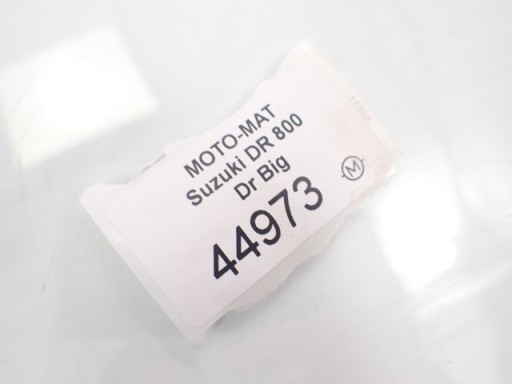 MOTO-MAT
Suzuki DR 800
Dr Big
44973
M